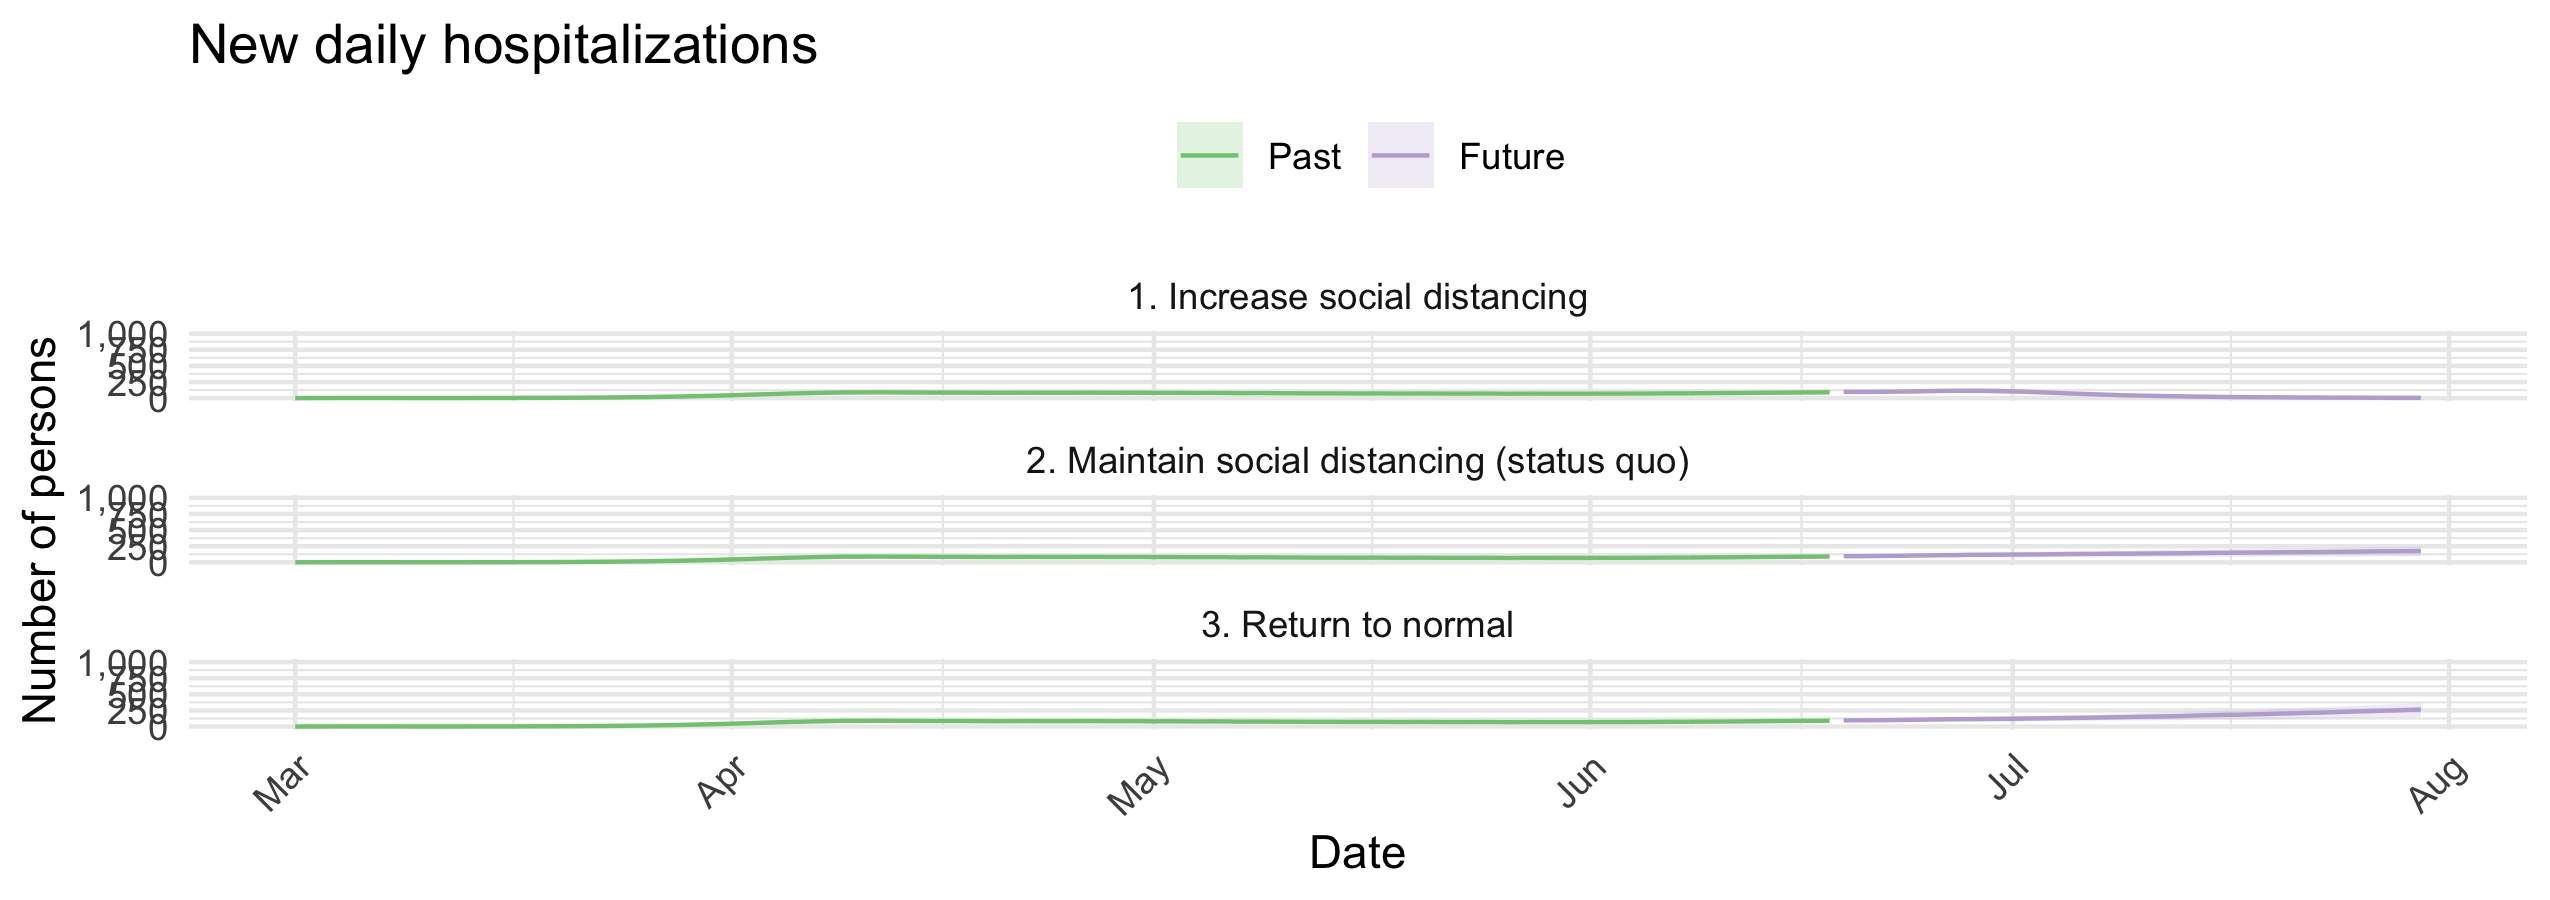 New daily hospitalizations
Past
Future
1. Increase social distancing
1,000
750
500
250
0
2. Maintain social distancing (status quo)
1,000
750
500
250
0
3. Return to normal
1,000
750
500
250
0
Number of persons
Mar
Apr
May
Jun
Jul
Aug
Date